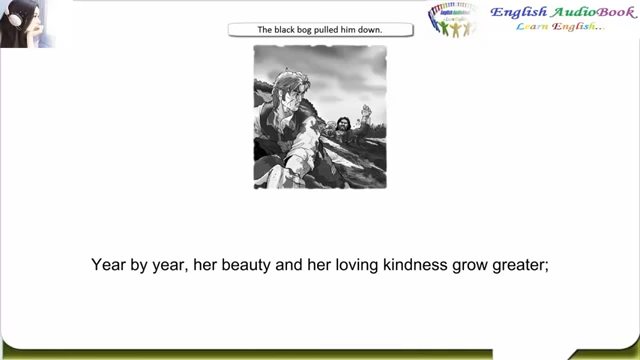 The black bog pulled him down.
English AudioBook
Learn English...
Year by year, her beauty and her loving kindness grow greater;